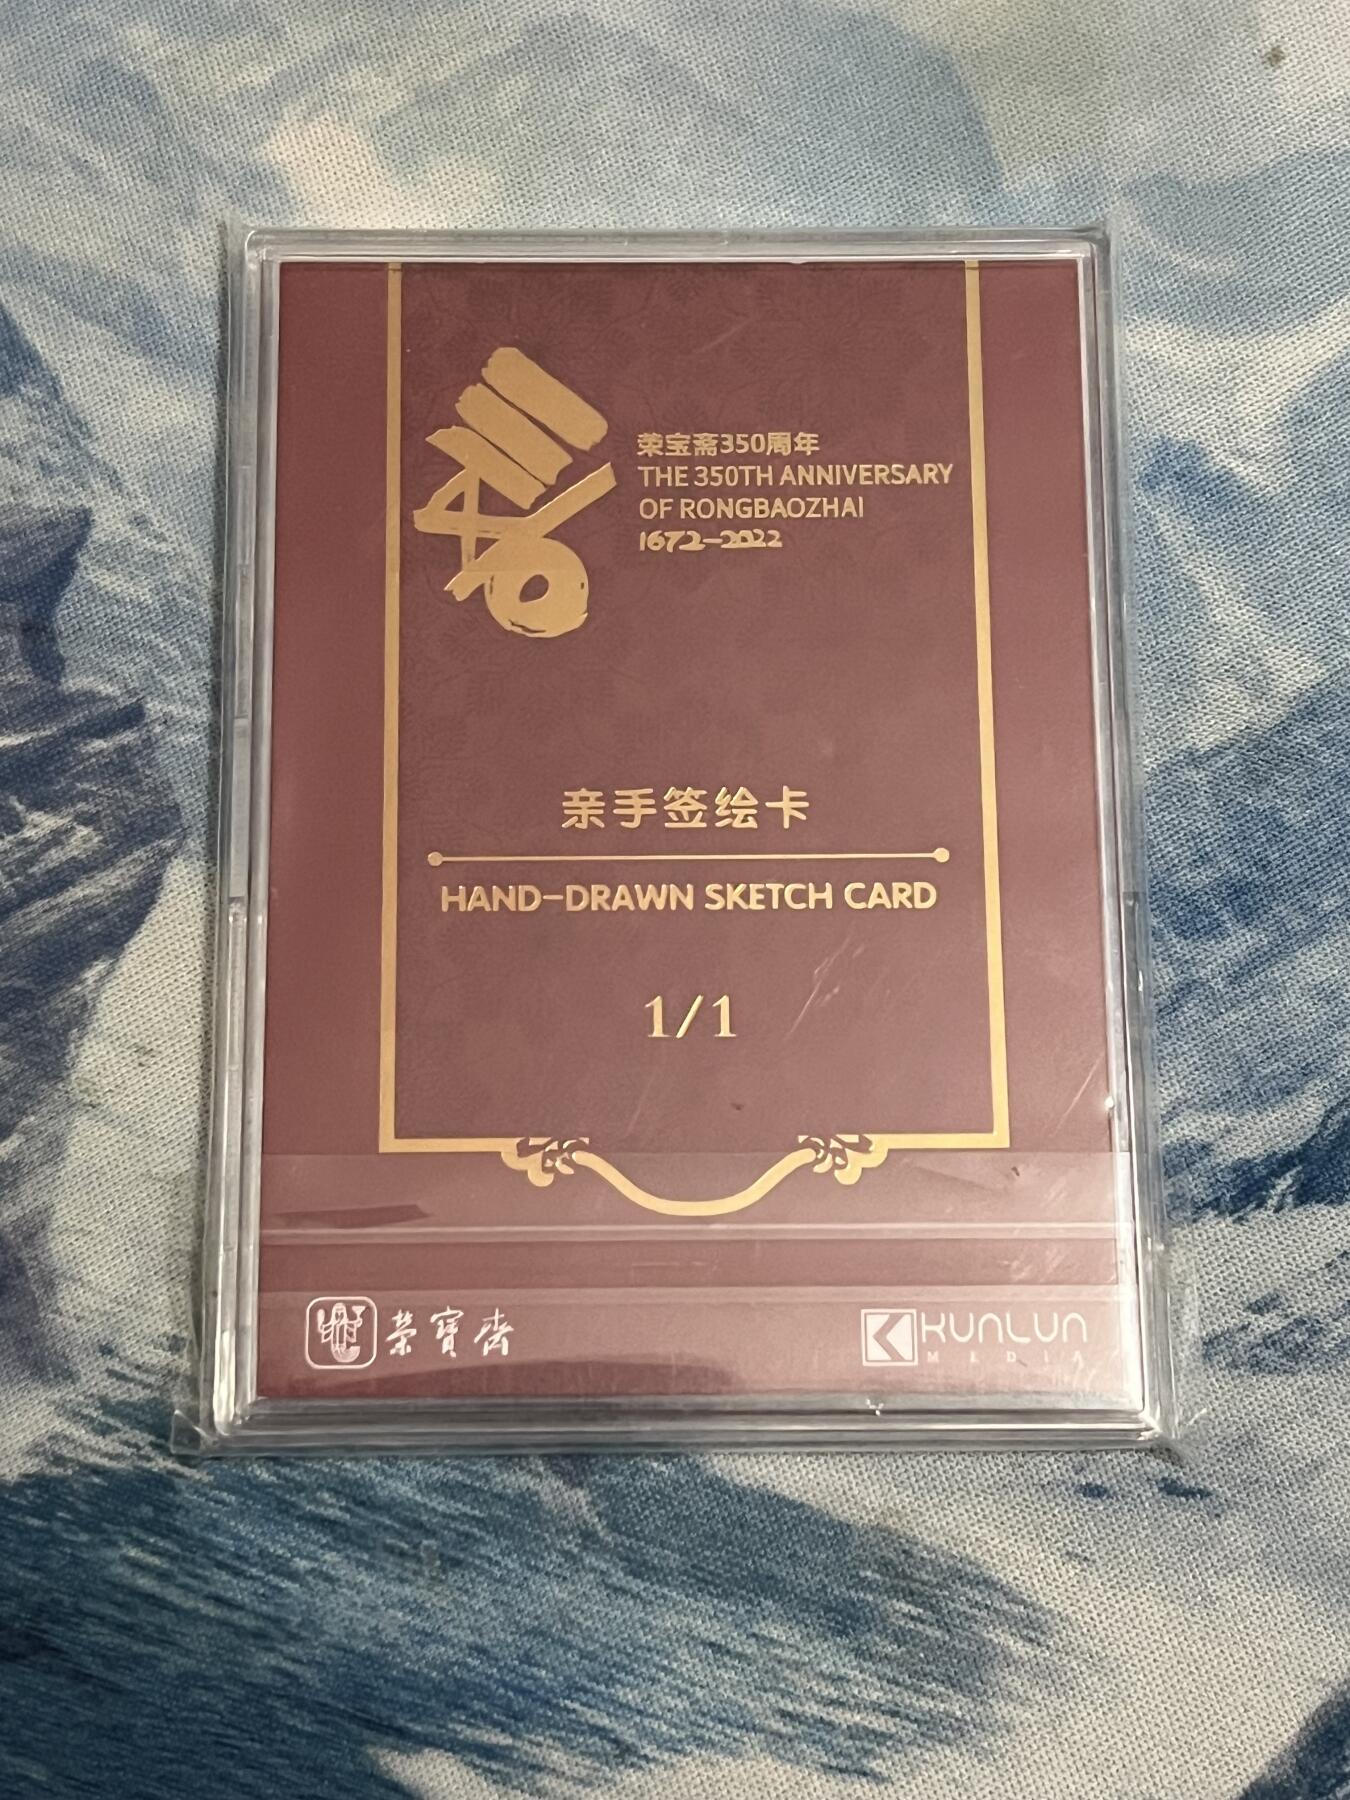 荣宝斋350周年
THE 350TH ANNIVERSARY
OF RONGBAOZHAI
1672-2022
亲手签绘卡
HAND-DRAWN SKETCH CARD
1/1
荣寶齋
KUNLUN
MEDIA